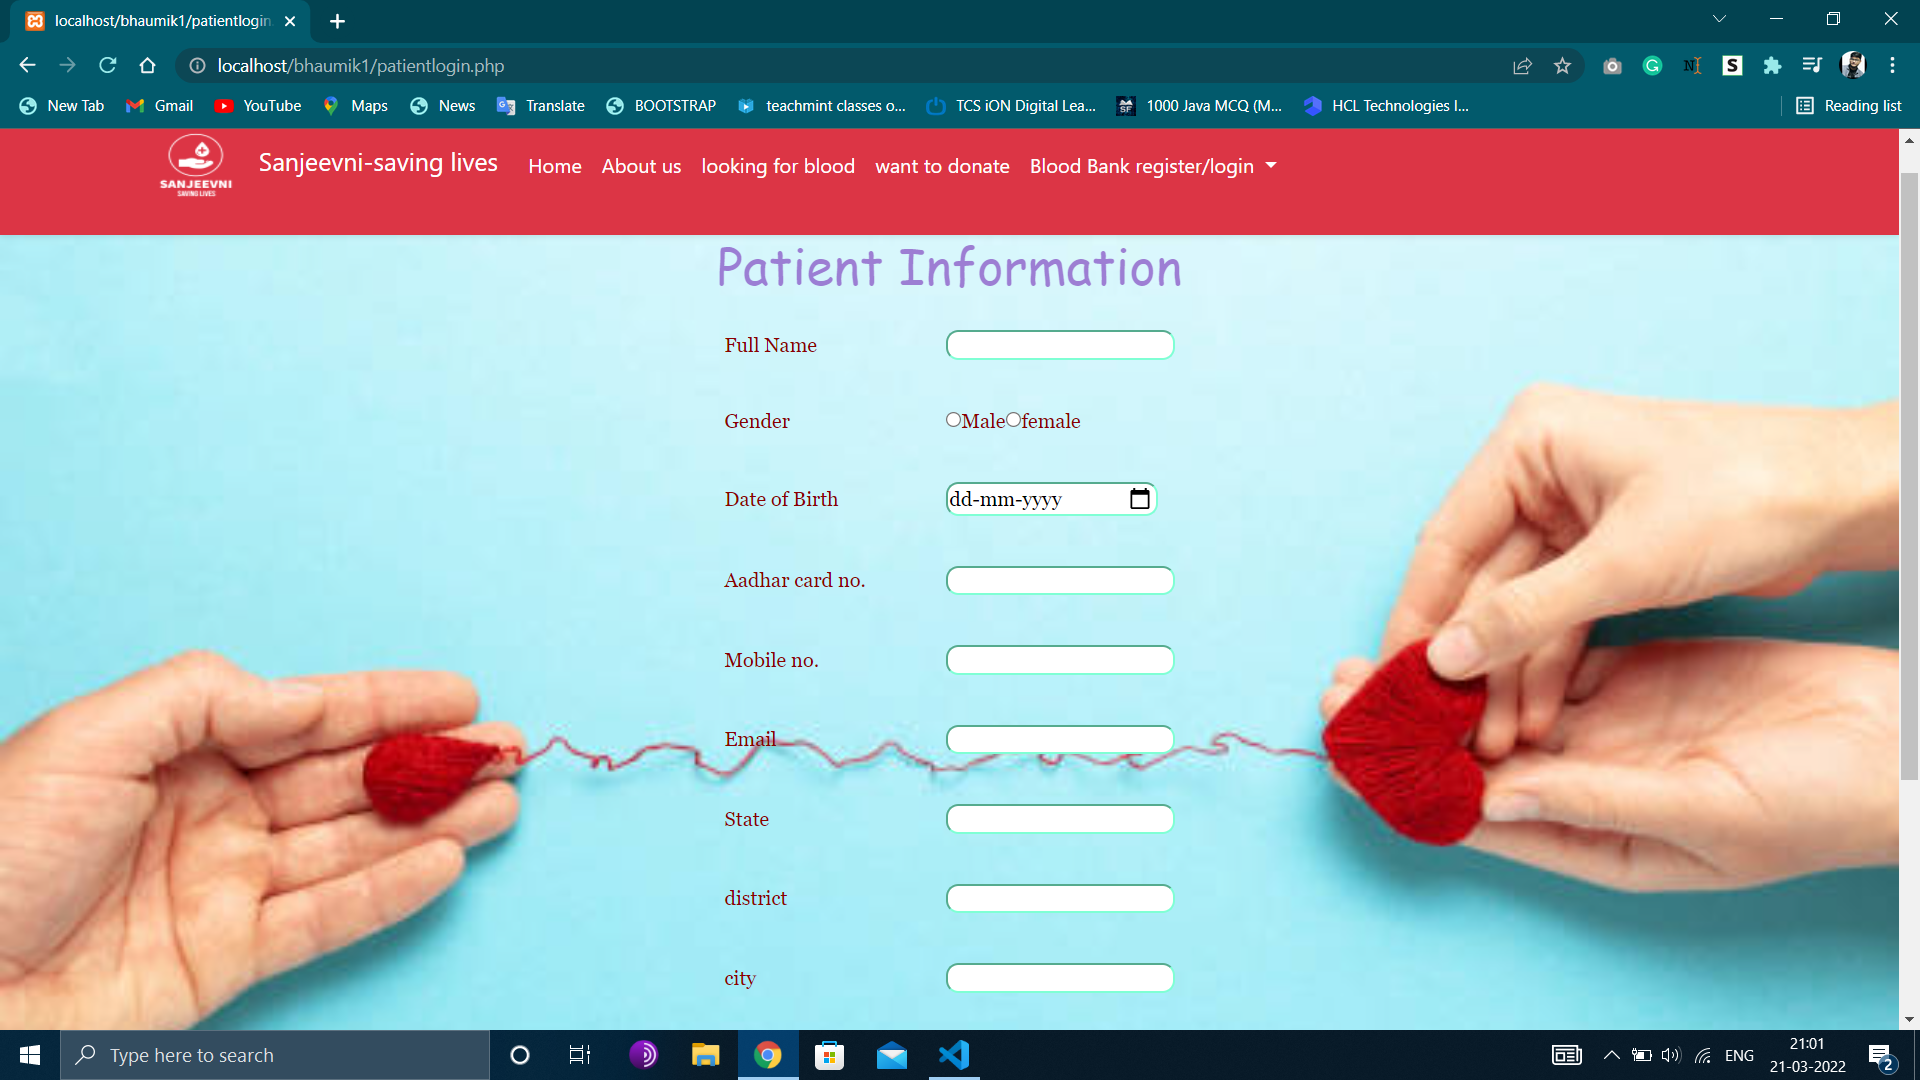 localhost/bhaumik1/patientlogin
localhost/bhaumik1/patientlogin.php
New Tab Gmail YouTube Maps News Translate BOOTSTRAP teachmint classes o... TCS iON Digital Lea... 1000 Java MCQ (M... HCL Technologies I... Reading list
SANJEEVNI
SAVING LIVES
Sanjeevni-saving lives Home About us looking for blood want to donate Blood Bank register/login
Patient Information
Full Name
Gender Male female
Date of Birth dd-mm-yyyy
Aadhar card no.
Mobile no.
Email
State
district
city
Type here to search
ENG
21:01
21-03-2022
2